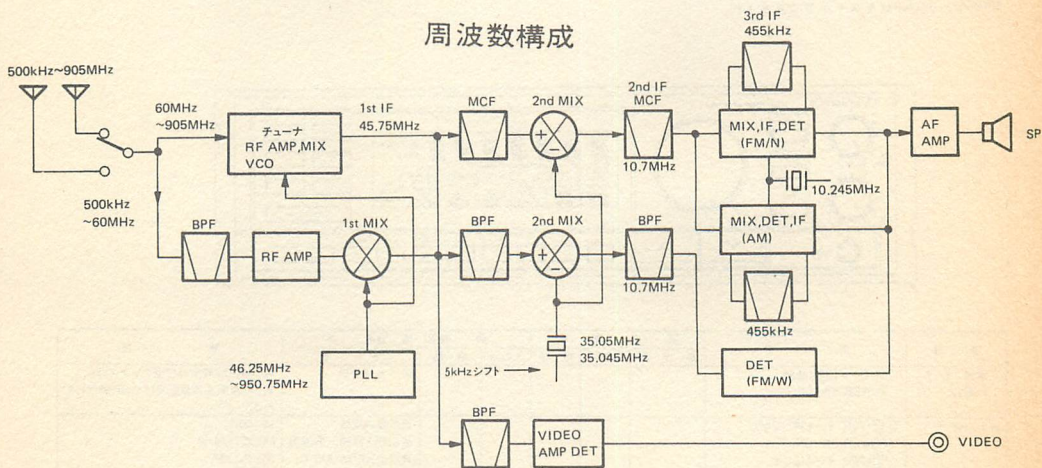 周波数構成
500kHz~905MHz
60MHz
~905MHz
チューナ
RF AMP,MIX
VCO
1st IF
45.75MHz
MCF
2nd MIX
+
−
2nd IF
MCF
10.7MHz
3rd IF
455kHz
MIX,IF,DET
(FM/N)
AF
AMP
SP
10.245MHz
500kHz
~60MHz
BPF
RF AMP
1st MIX
BPF
2nd MIX
+
−
BPF
10.7MHz
MIX,DET,IF
(AM)
455kHz
46.25MHz
~950.75MHz
PLL
35.05MHz
35.045MHz
5kHzシフト
DET
(FM/W)
BPF
VIDEO
AMP DET
VIDEO